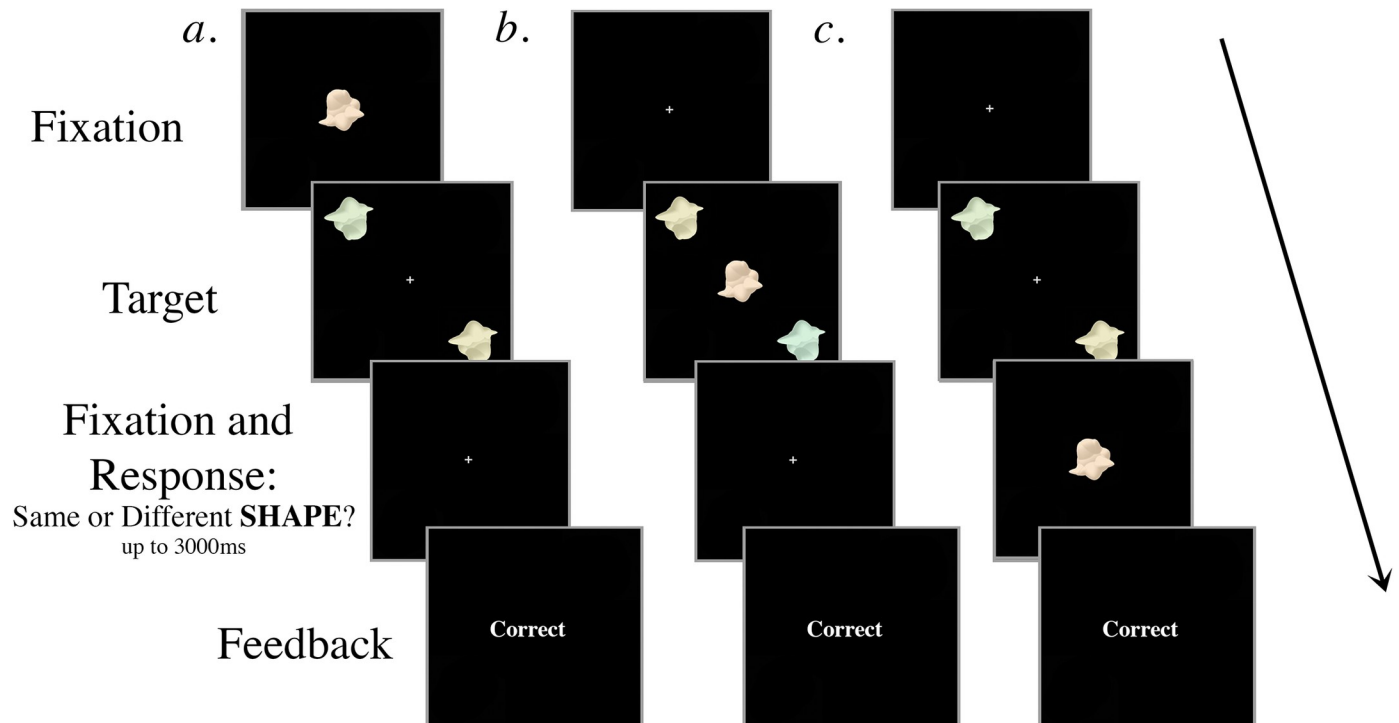 a.
b.
c.
Fixation
Target
Fixation and
Response:
Same or Different SHAPE?
up to 3000ms
Feedback
Correct
Correct
Correct